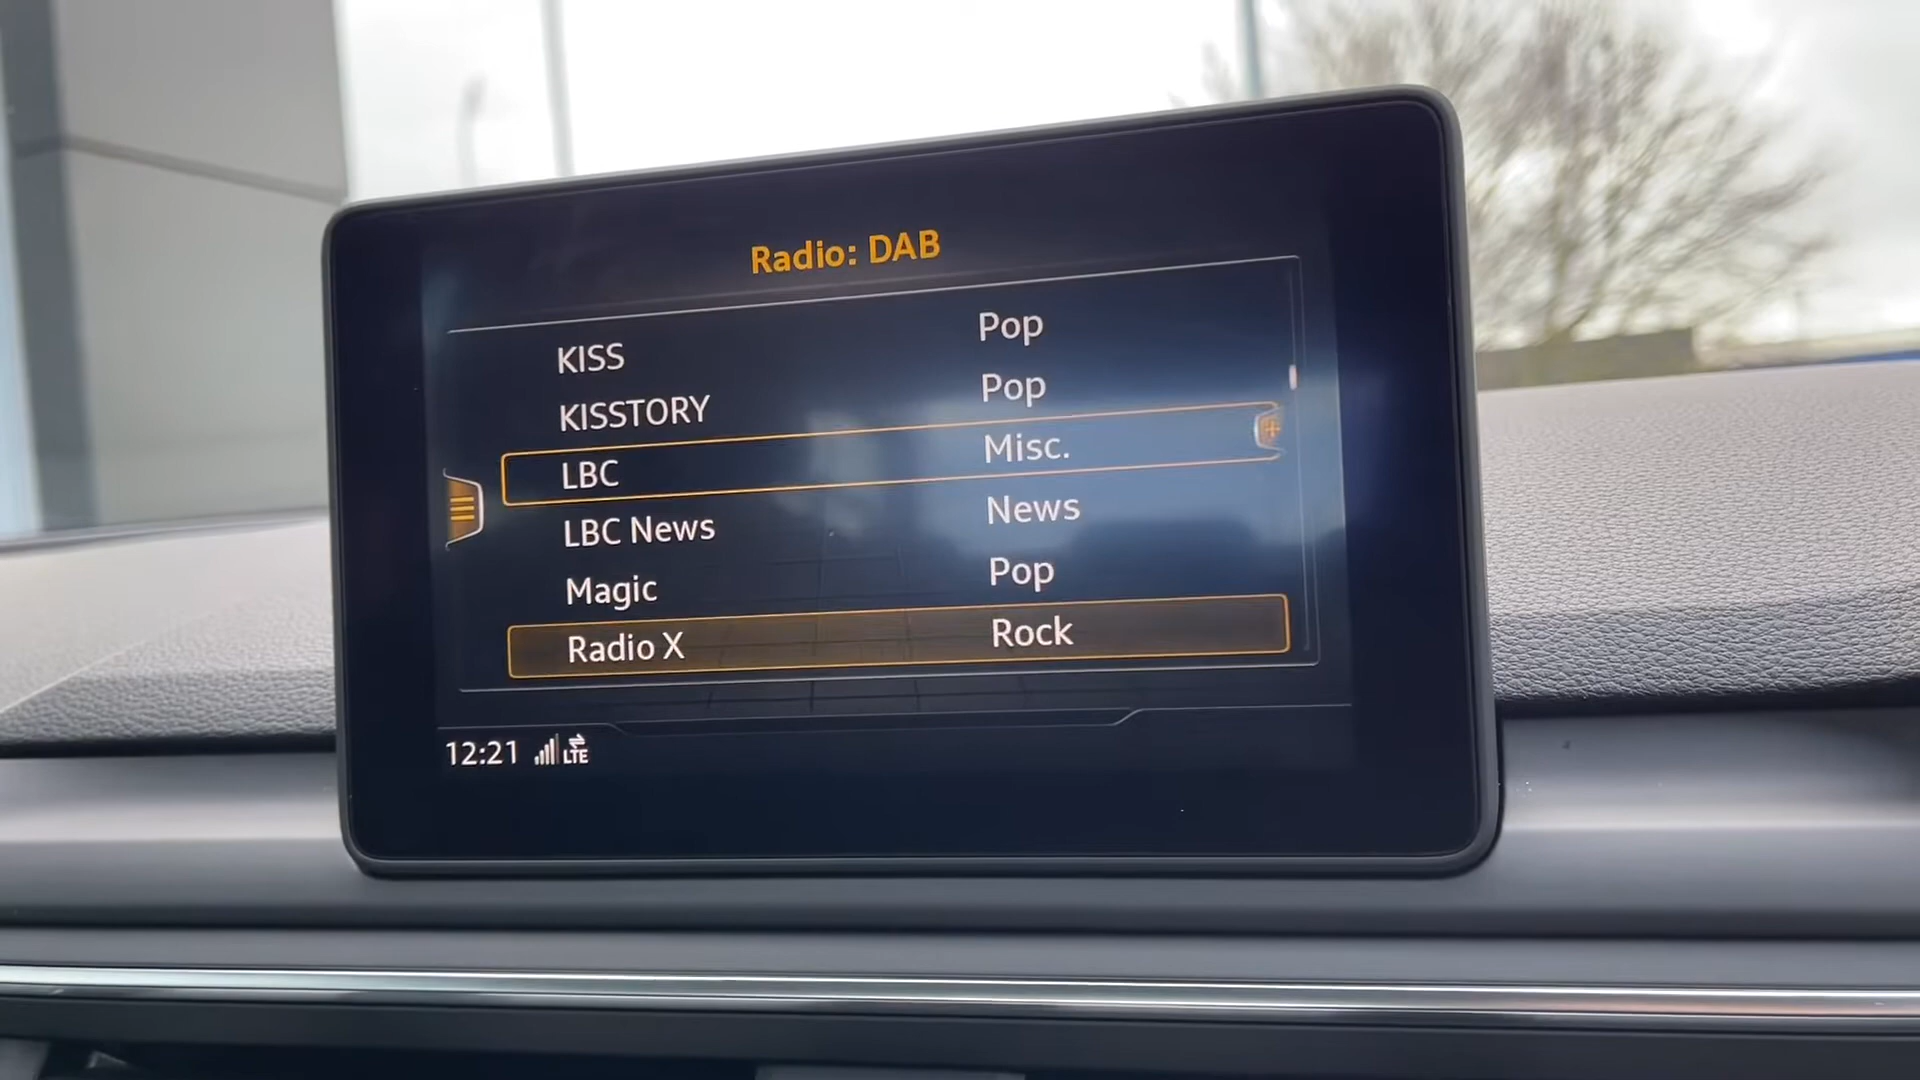 Radio: DAB
KISS Pop
KISSTORY Pop
LBC Misc.
LBC News News
Magic Pop
Radio X Rock
12:21 LTE